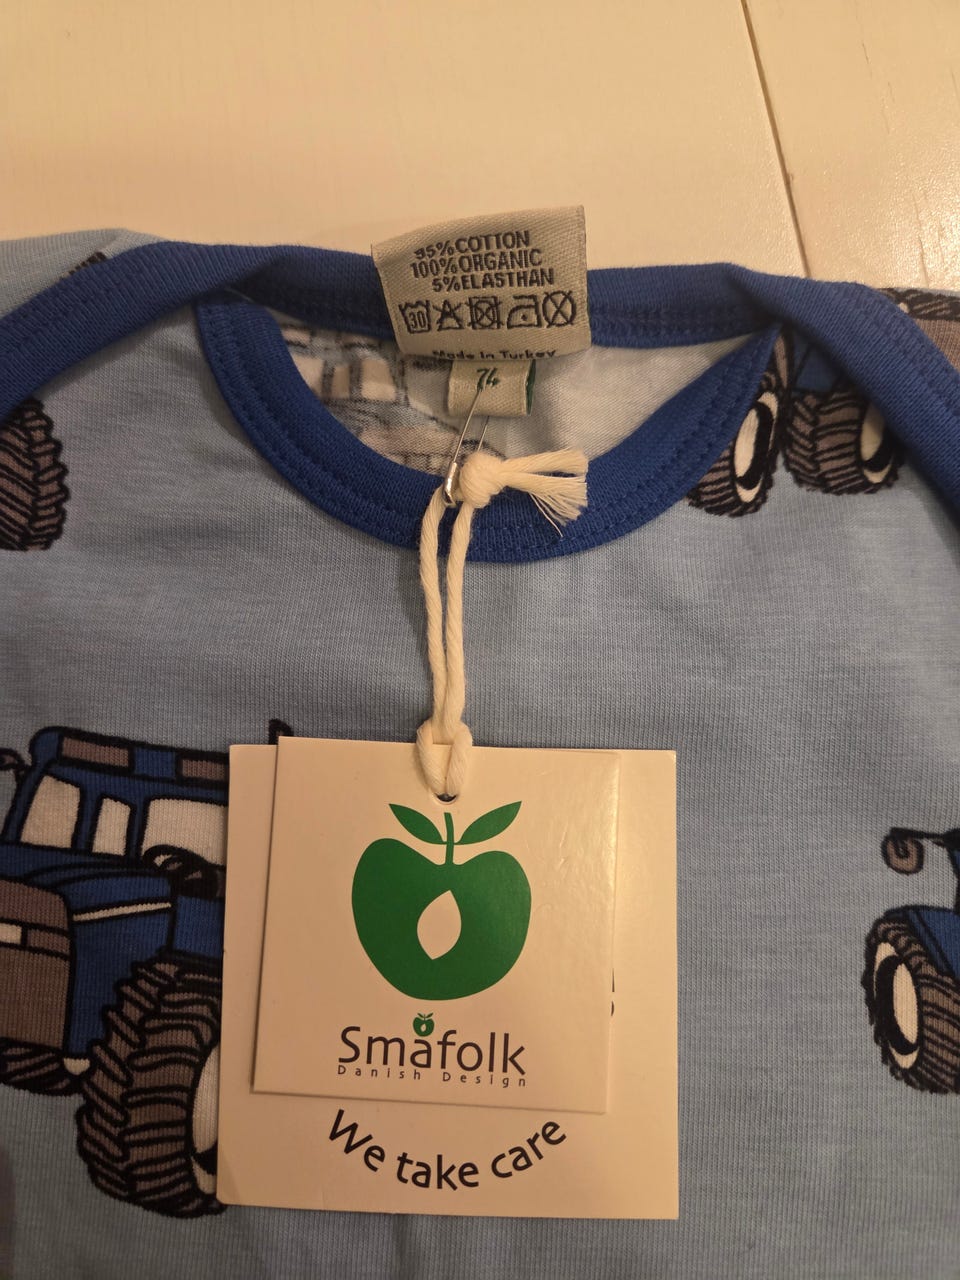 95%COTTON
100%ORGANIC
5%ELASTHAN
30
Made in Turkey
74
Småfolk
Danish Design
We take care